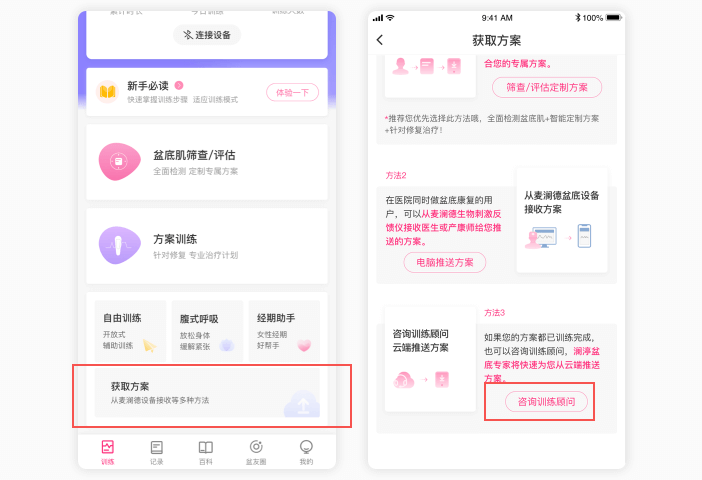 累计时长
今日训练
训练天数
连接设备
新手必读
快速掌握训练步骤 适应训练模式
体验一下
盆底肌筛查/评估
全面检测 定制专属方案
方案训练
针对修复 专业治疗计划
自由训练
开放式
辅助训练
腹式呼吸
放松身体
缓解紧张
经期助手
女性经期
好帮手
获取方案
从麦澜德设备接收等多种方法
训练
记录
百科
盆友圈
我的
9:41 AM
100%
获取方案
合您的专属方案。
筛查/评估定制方案
*推荐您优先选择此方法哦，全面检测盆底肌+智能定制方案
+针对修复治疗！
方法2
在医院同时做盆底康复的用
户，可以从麦澜德生物刺激反
馈仪接收医生或产康师给您推
送的方案。
电脑推送方案
从麦澜德盆底设备
接收方案
方法3
咨询训练顾问
云端推送方案
如果您的方案都已训练完成，
也可以咨询训练顾问，澜渟盆
底专家将快速为您从云端推送
方案。
咨询训练顾问